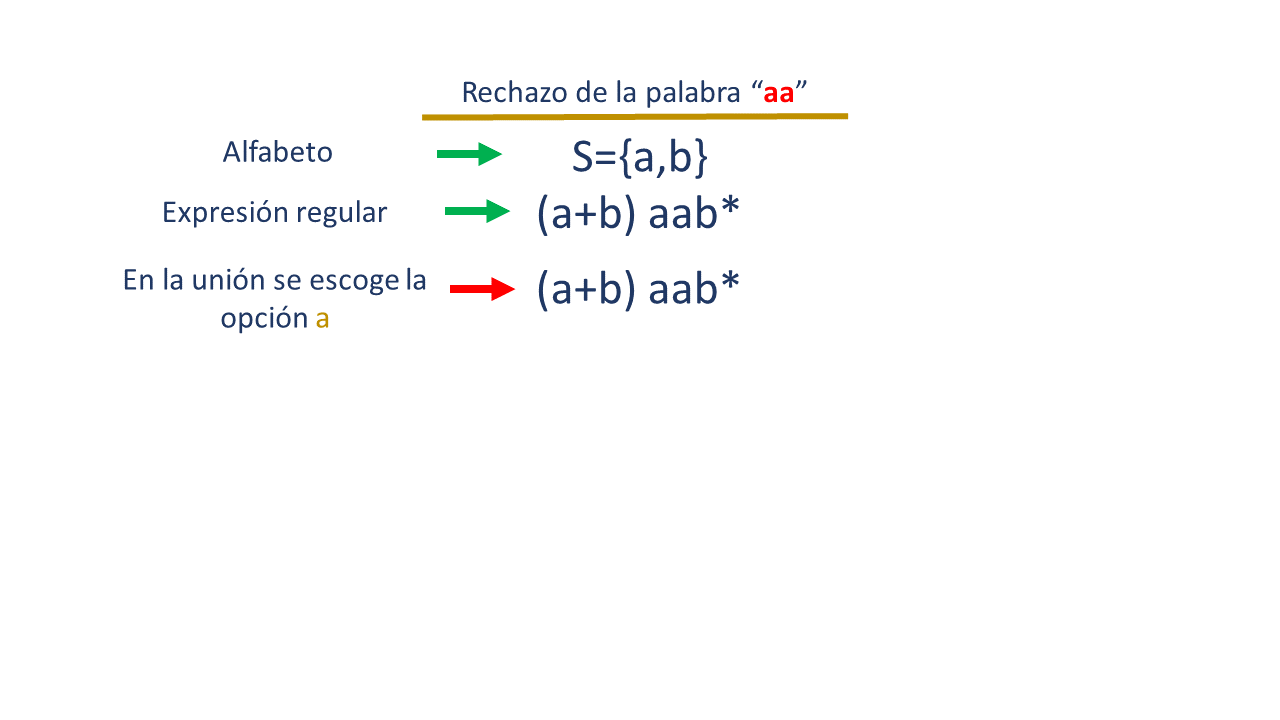 Rechazo de la palabra “aa”
Alfabeto
S={a,b}
Expresión regular
(a+b) aab*
En la unión se escoge la
opción a
(a+b) aab*